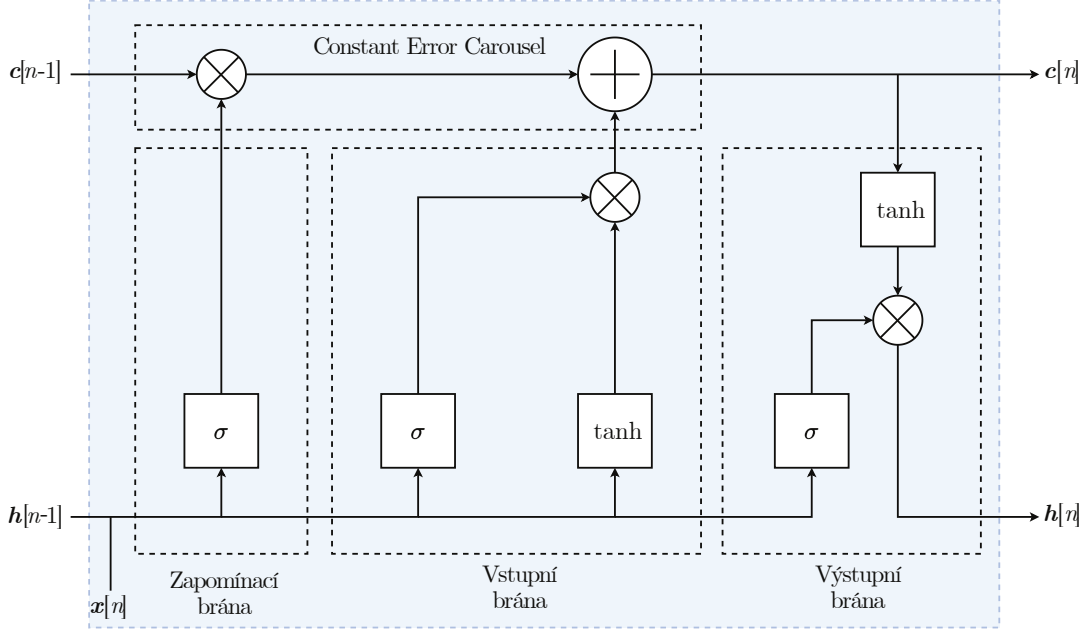 Constant Error Carousel
c[n-1]
c[n]
tanh
σ
σ
tanh
σ
h[n-1]
h[n]
Zapomínací
brána
Vstupní
brána
Výstupní
brána
x[n]